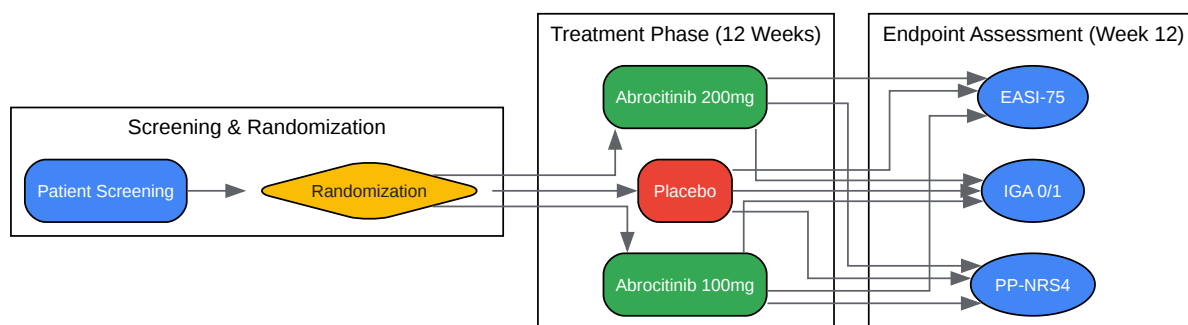 Screening & Randomization
Patient Screening
Randomization
Treatment Phase (12 Weeks)
Abrocitinib 200mg
Placebo
Abrocitinib 100mg
Endpoint Assessment (Week 12)
EASI-75
IGA 0/1
PP-NRS4